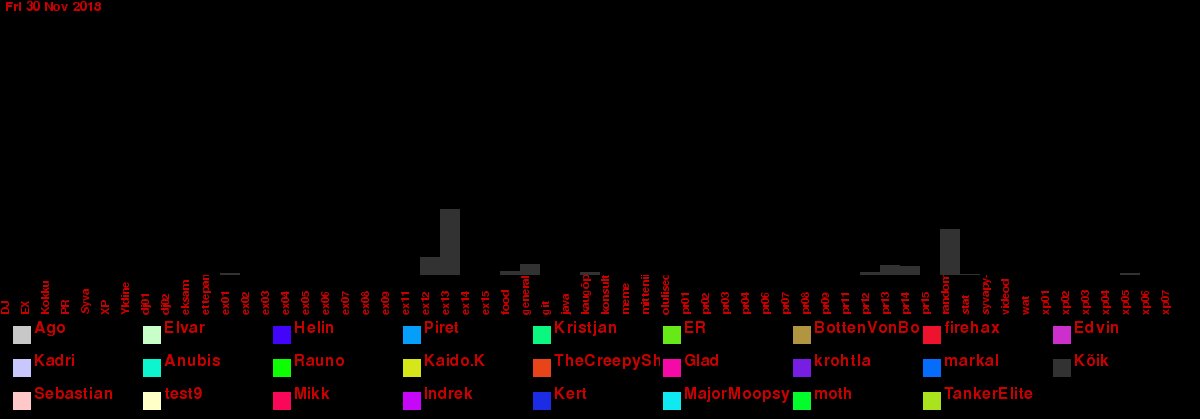 Fri 30 Nov 2018
DJ EX Kokku PR Syva XP Yldine dj01 dj02 eksam ettepan ex01 ex02 ex03 ex04 ex05 ex06 ex07 ex08 ex09 ex11 ex12 ex13 ex14 ex15 food general git java kaugõp konsult meme mitteni olulisec pr01 pr02 pr03 pr04 pr06 pr07 pr08 pr09 pr11 pr12 pr13 pr14 pr15 random stat syvapy- videod wat xp01 xp02 xp03 xp04 xp05 xp06 xp07
Ago Elvar Helin Piret Kristjan ER BottenVonBo firehax Edvin
Kadri Anubis Rauno Kaido.K TheCreepySh Glad krohtla markal Kõik
Sebastian test9 Mikk Indrek Kert MajorMoopsy moth TankerElite